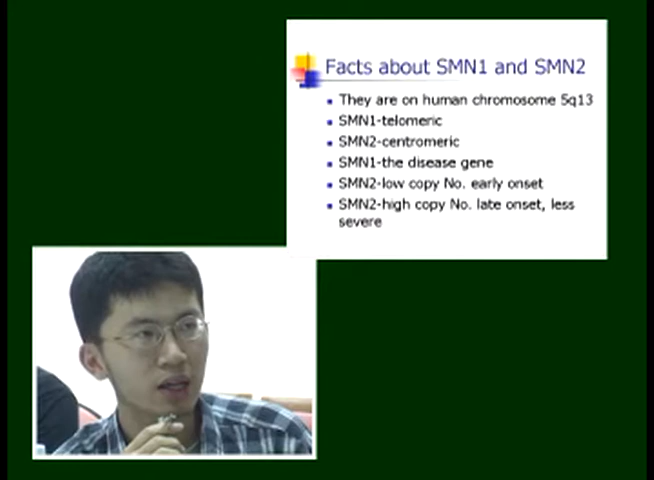 Facts about SMN1 and SMN2
They are on human chromosome 5q13
SMN1-telomeric
SMN2-centromeric
SMN1-the disease gene
SMN2-low copy No. early onset
SMN2-high copy No. late onset, less
severe